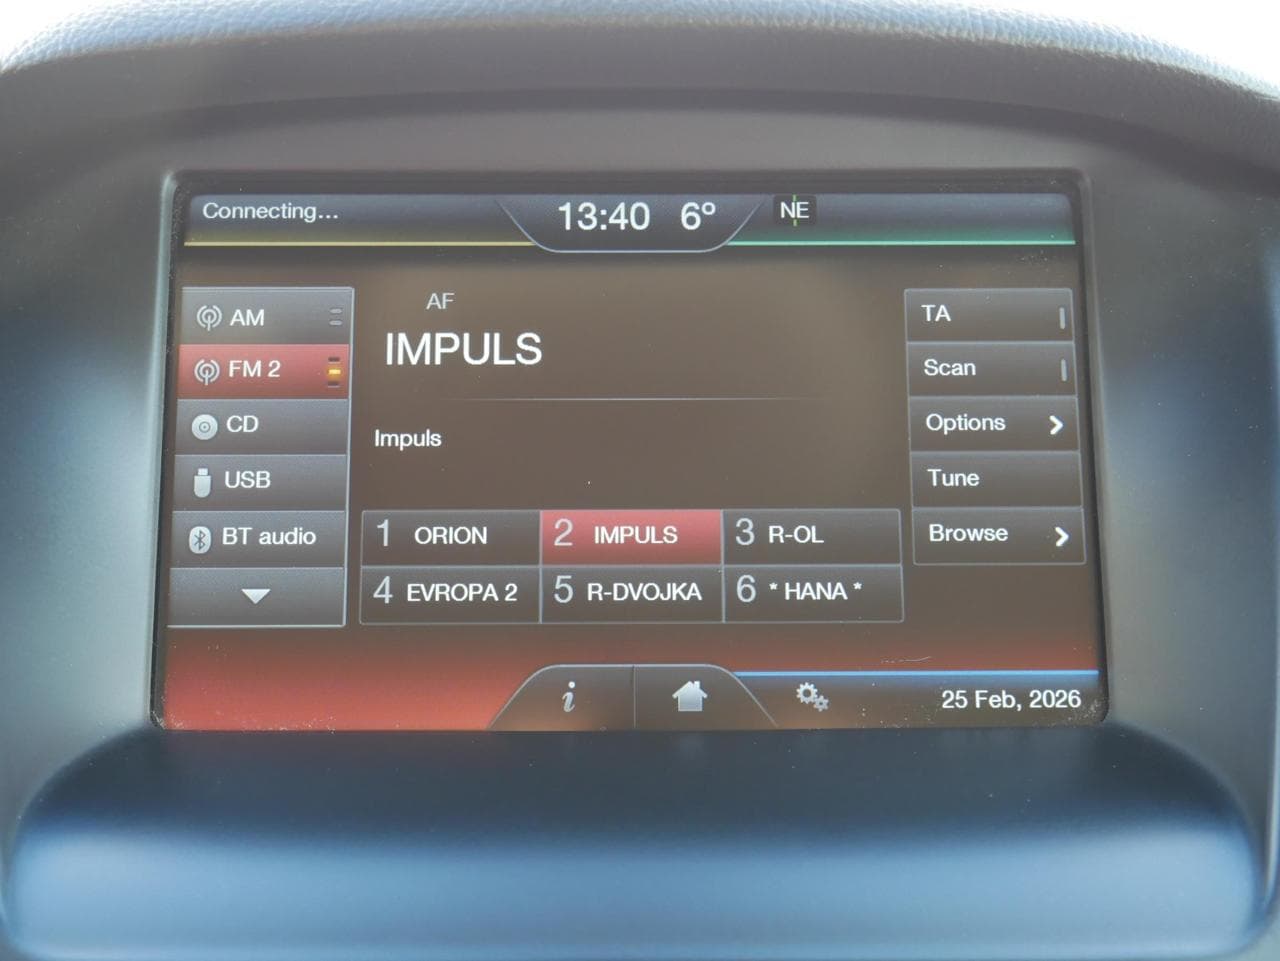 Connecting...
13:40 6°
NE
AM
FM 2
CD
USB
BT audio
AF
IMPULS
Impuls
1 ORION
2 IMPULS
3 R-OL
4 EVROPA 2
5 R-DVOJKA
6 * HANA *
TA
Scan
Options
Tune
Browse
i
25 Feb, 2026